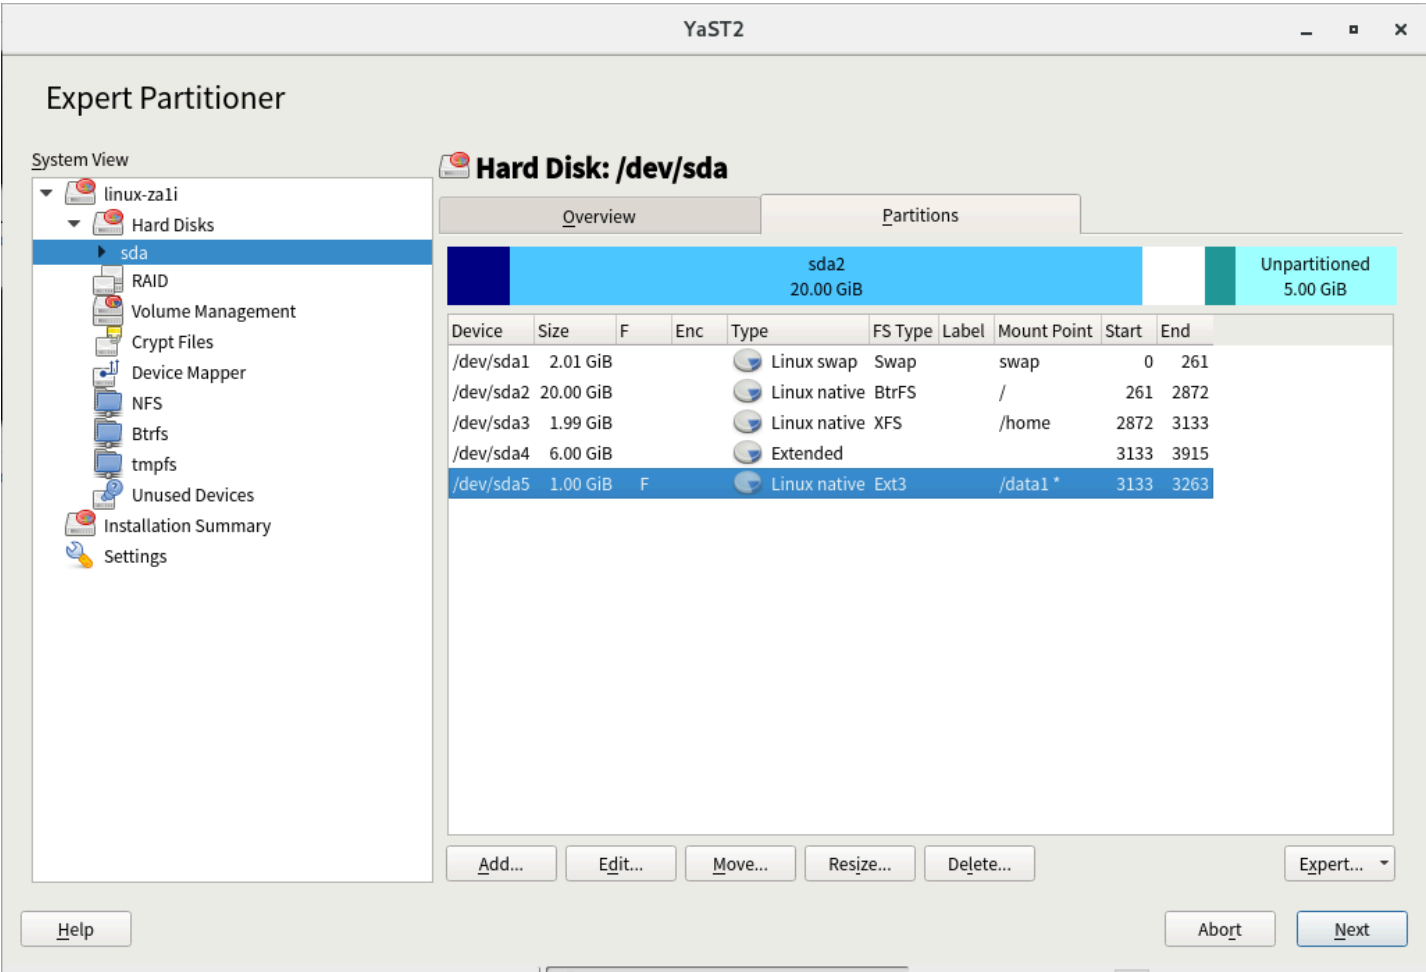 YaST2
Expert Partitioner
System View
linux-za1i
Hard Disks
sda
RAID
Volume Management
Crypt Files
Device Mapper
NFS
Btrfs
tmpfs
Unused Devices
Installation Summary
Settings
Hard Disk: /dev/sda
Overview Partitions
sda2
20.00 GiB
Unpartitioned
5.00 GiB
Device Size F Enc Type FS Type Label Mount Point Start End
/dev/sda1 2.01 GiB Linux swap Swap swap 0 261
/dev/sda2 20.00 GiB Linux native BtrFS / 261 2872
/dev/sda3 1.99 GiB Linux native XFS /home 2872 3133
/dev/sda4 6.00 GiB Extended 3133 3915
/dev/sda5 1.00 GiB F Linux native Ext3 /data1 * 3133 3263
Add... Edit... Move... Resize... Delete... Expert...
Help Abort Next